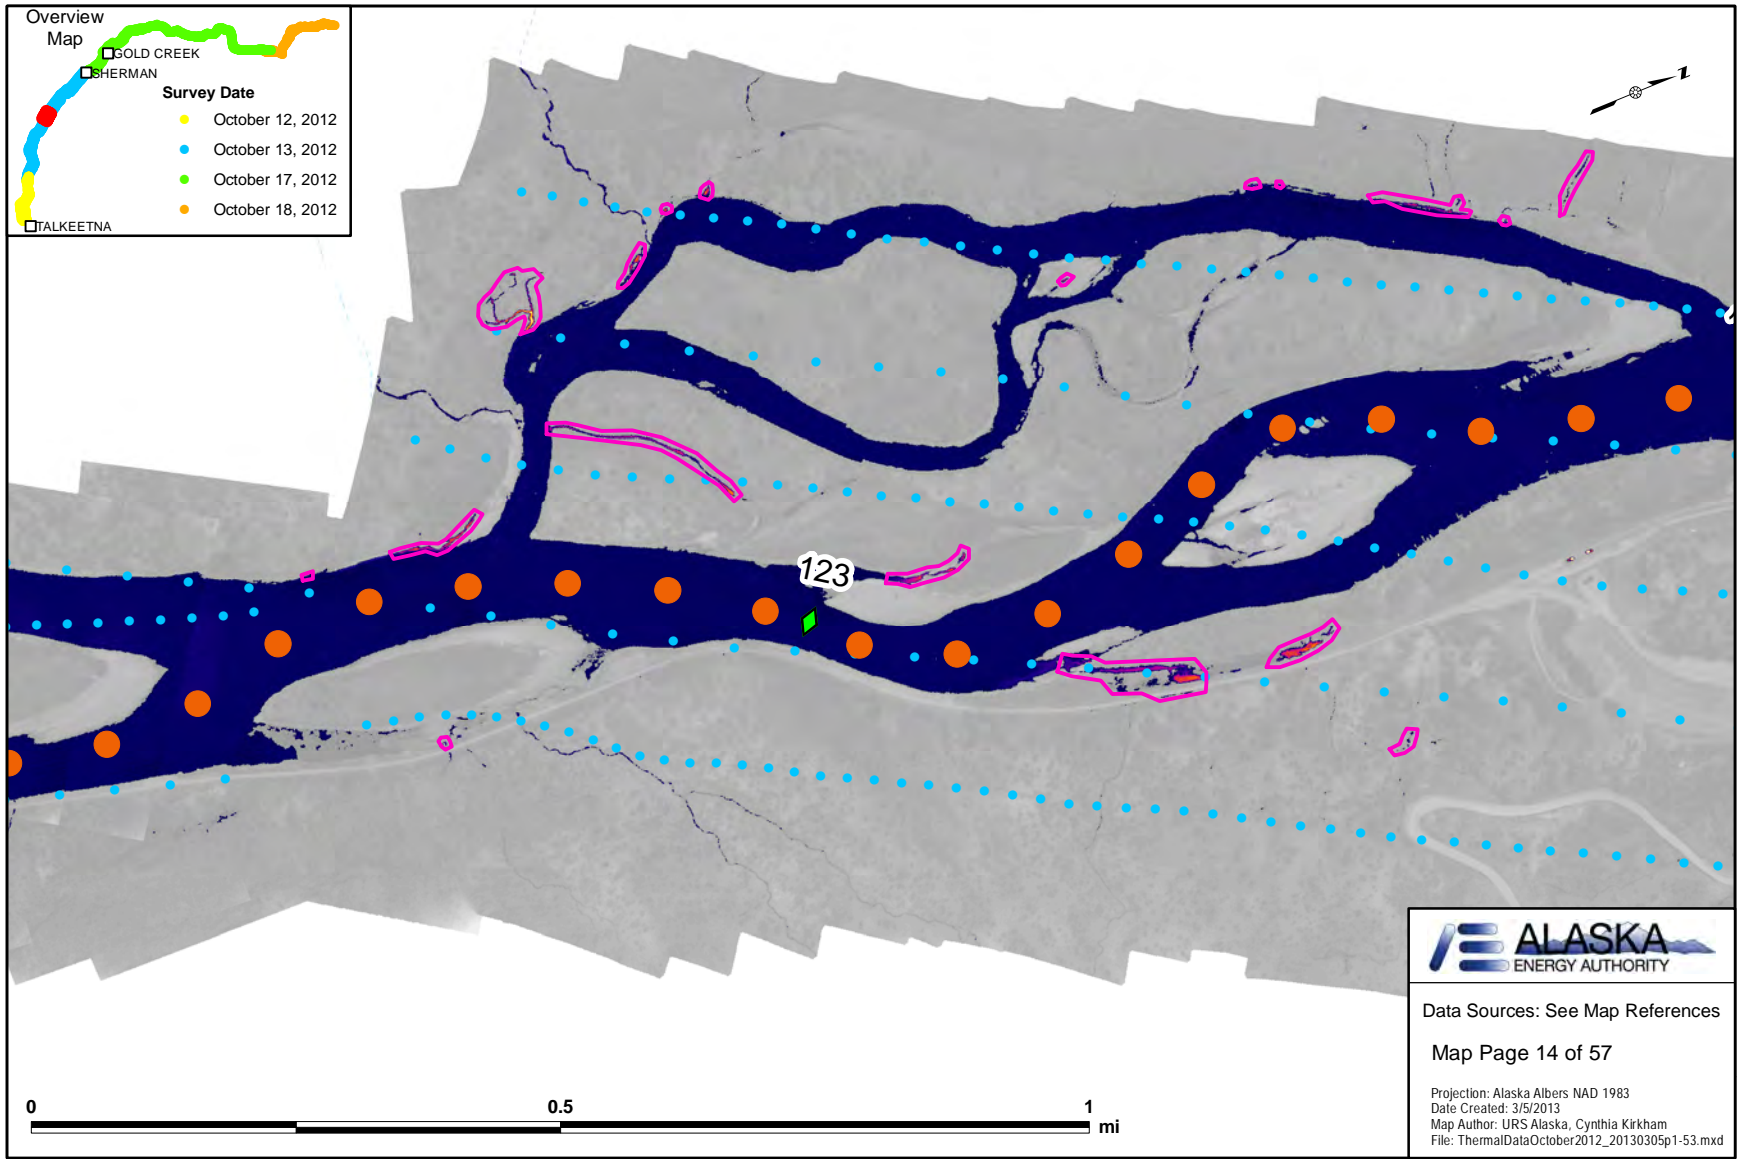 Overview
Map
GOLD CREEK
SHERMAN
Survey Date
October 12, 2012
October 13, 2012
October 17, 2012
October 18, 2012
TALKEETNA
Z
123
ALASKA
ENERGY AUTHORITY
Data Sources: See Map References
Map Page 14 of 57
Projection: Alaska Albers NAD 1983
Date Created: 3/5/2013
Map Author: URS Alaska, Cynthia Kirkham
File: ThermalDataOctober2012_20130305p1-53.mxd
0 0.5 1
mi